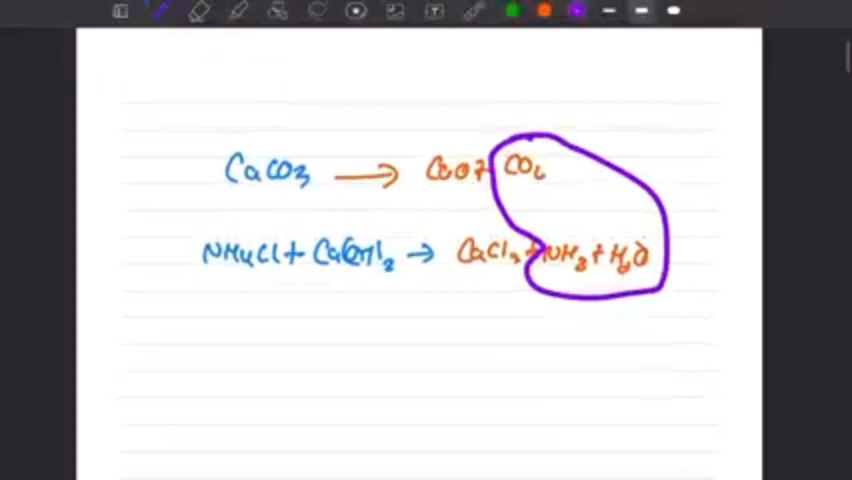 CaCO₃ → CaO + CO₂
NH₄Cl + Ca(OH)₂ → CaCl₂ + NH₃ + H₂O